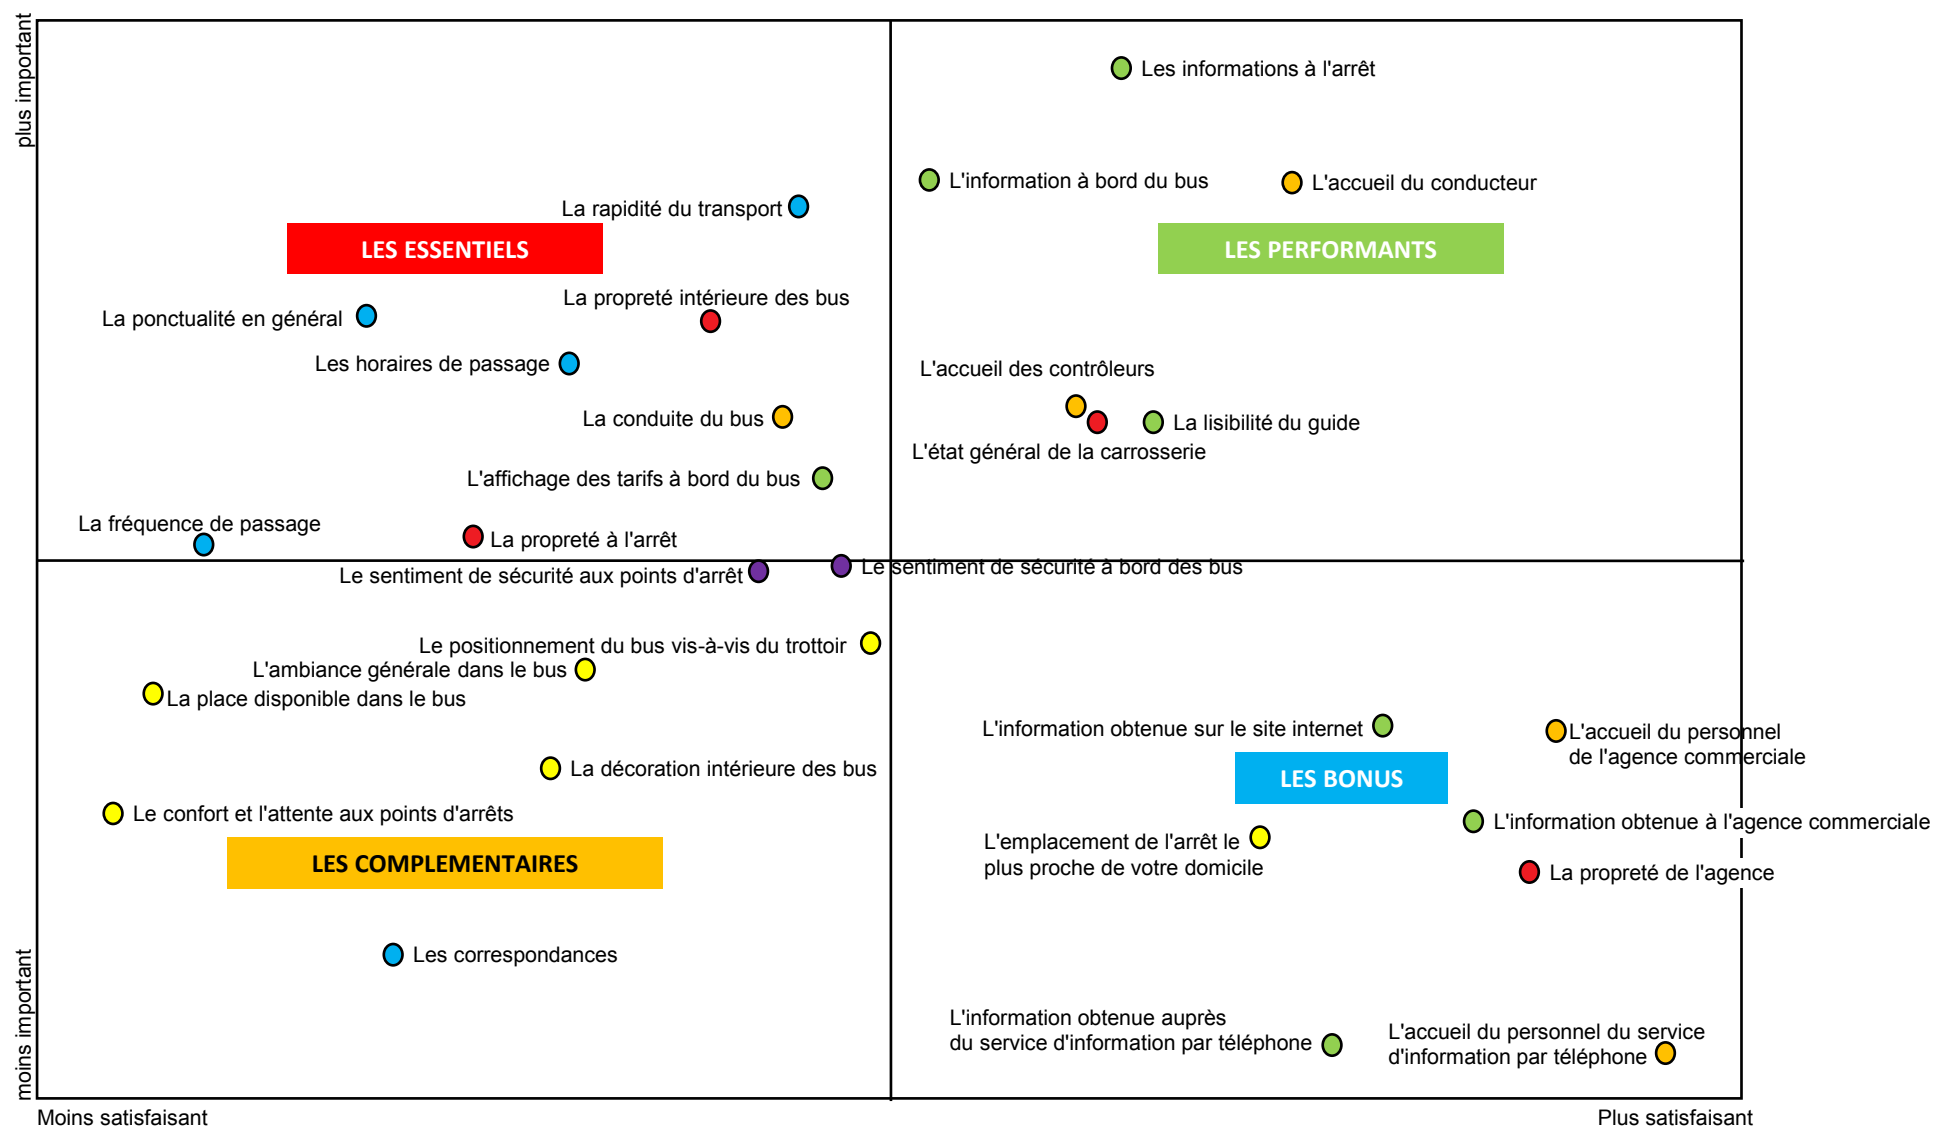 plus important
Les informations à l'arrêt
L'information à bord du bus
L'accueil du conducteur
La rapidité du transport
LES ESSENTIELS
LES PERFORMANTS
La propreté intérieure des bus
La ponctualité en général
Les horaires de passage
L'accueil des contrôleurs
La conduite du bus
La lisibilité du guide
L'état général de la carrosserie
L'affichage des tarifs à bord du bus
La fréquence de passage
La propreté à l'arrêt
Le sentiment de sécurité aux points d'arrêt
Le sentiment de sécurité à bord des bus
Le positionnement du bus vis-à-vis du trottoir
L'ambiance générale dans le bus
La place disponible dans le bus
L'information obtenue sur le site internet
L'accueil du personnel
de l'agence commerciale
La décoration intérieure des bus
LES BONUS
Le confort et l'attente aux points d'arrêts
L'information obtenue à l'agence commerciale
L'emplacement de l'arrêt le
plus proche de votre domicile
LES COMPLEMENTAIRES
La propreté de l'agence
Les correspondances
L'information obtenue auprès
du service d'information par téléphone
L'accueil du personnel du service
d'information par téléphone
moins important
Moins satisfaisant
Plus satisfaisant